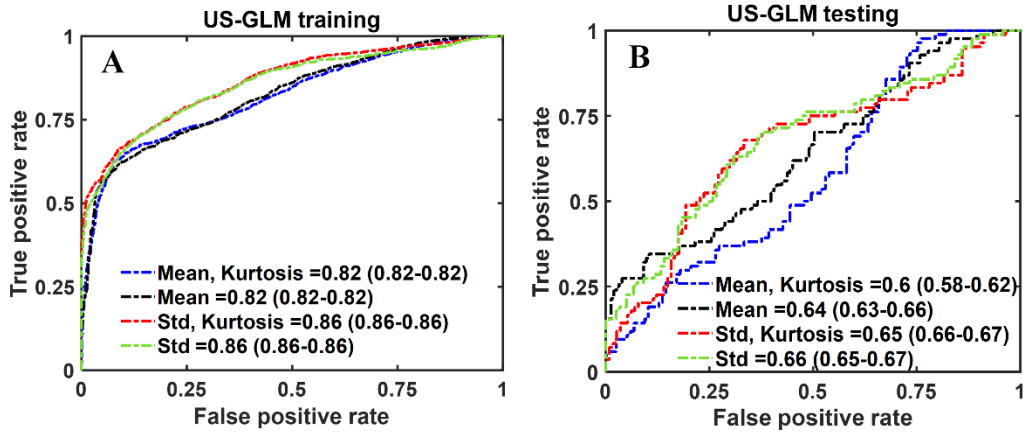 US-GLM training
A
True positive rate
1
0.75
0.5
0.25
0
Mean, Kurtosis =0.82 (0.82-0.82)
Mean =0.82 (0.82-0.82)
Std, Kurtosis =0.86 (0.86-0.86)
Std =0.86 (0.86-0.86)
0 0.25 0.5 0.75 1
False positive rate
US-GLM testing
B
True positive rate
1
0.75
0.5
0.25
0
Mean, Kurtosis =0.6 (0.58-0.62)
Mean =0.64 (0.63-0.66)
Std, Kurtosis =0.65 (0.66-0.67)
Std =0.66 (0.65-0.67)
0 0.25 0.5 0.75 1
False positive rate